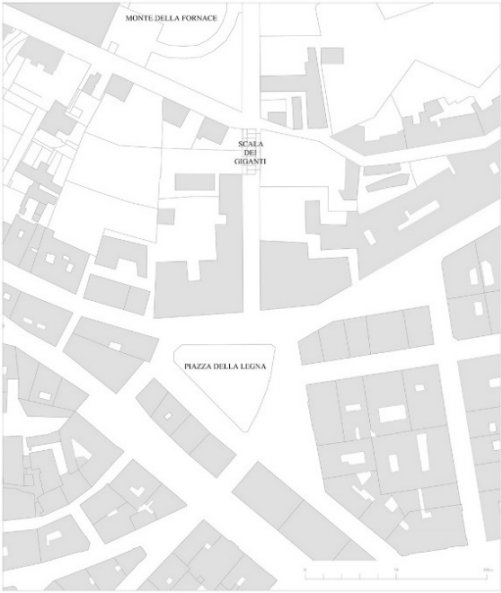 MONTE DELLA FORNACE
SCALA
DEI
GIGANTI
PIAZZA DELLA LEGNA